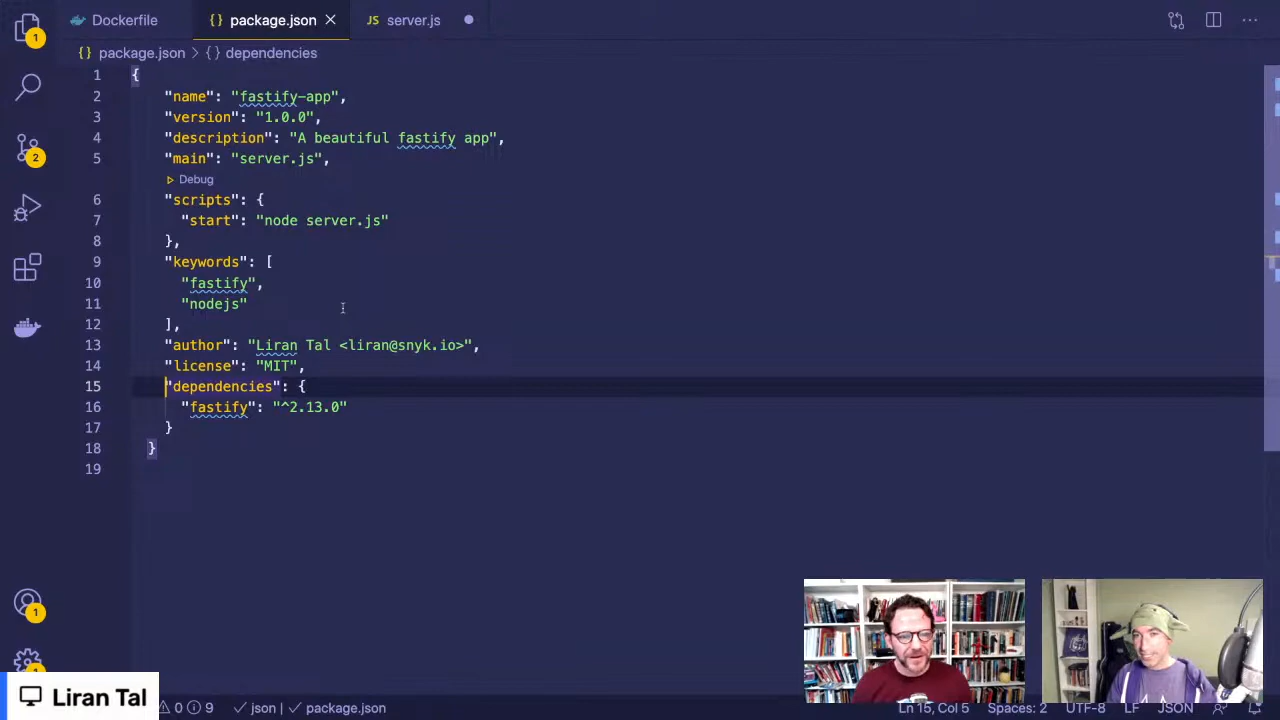 Dockerfile {} package.json × JS server.js
{} package.json > {} dependencies
1 {
2 "name": "fastify-app",
3 "version": "1.0.0",
4 "description": "A beautiful fastify app",
5 "main": "server.js",
Debug
6 "scripts": {
7 "start": "node server.js"
8 },
9 "keywords": [
10 "fastify",
11 "nodejs"
12 ],
13 "author": "Liran Tal <liran@snyk.io>",
14 "license": "MIT",
15 "dependencies": {
16 "fastify": "^2.13.0"
17 }
18 }
19
1
2
1
Liran Tal
0 9 json | package.json Ln 15, Col 5 Spaces: 2 UTF-8 LF JSON